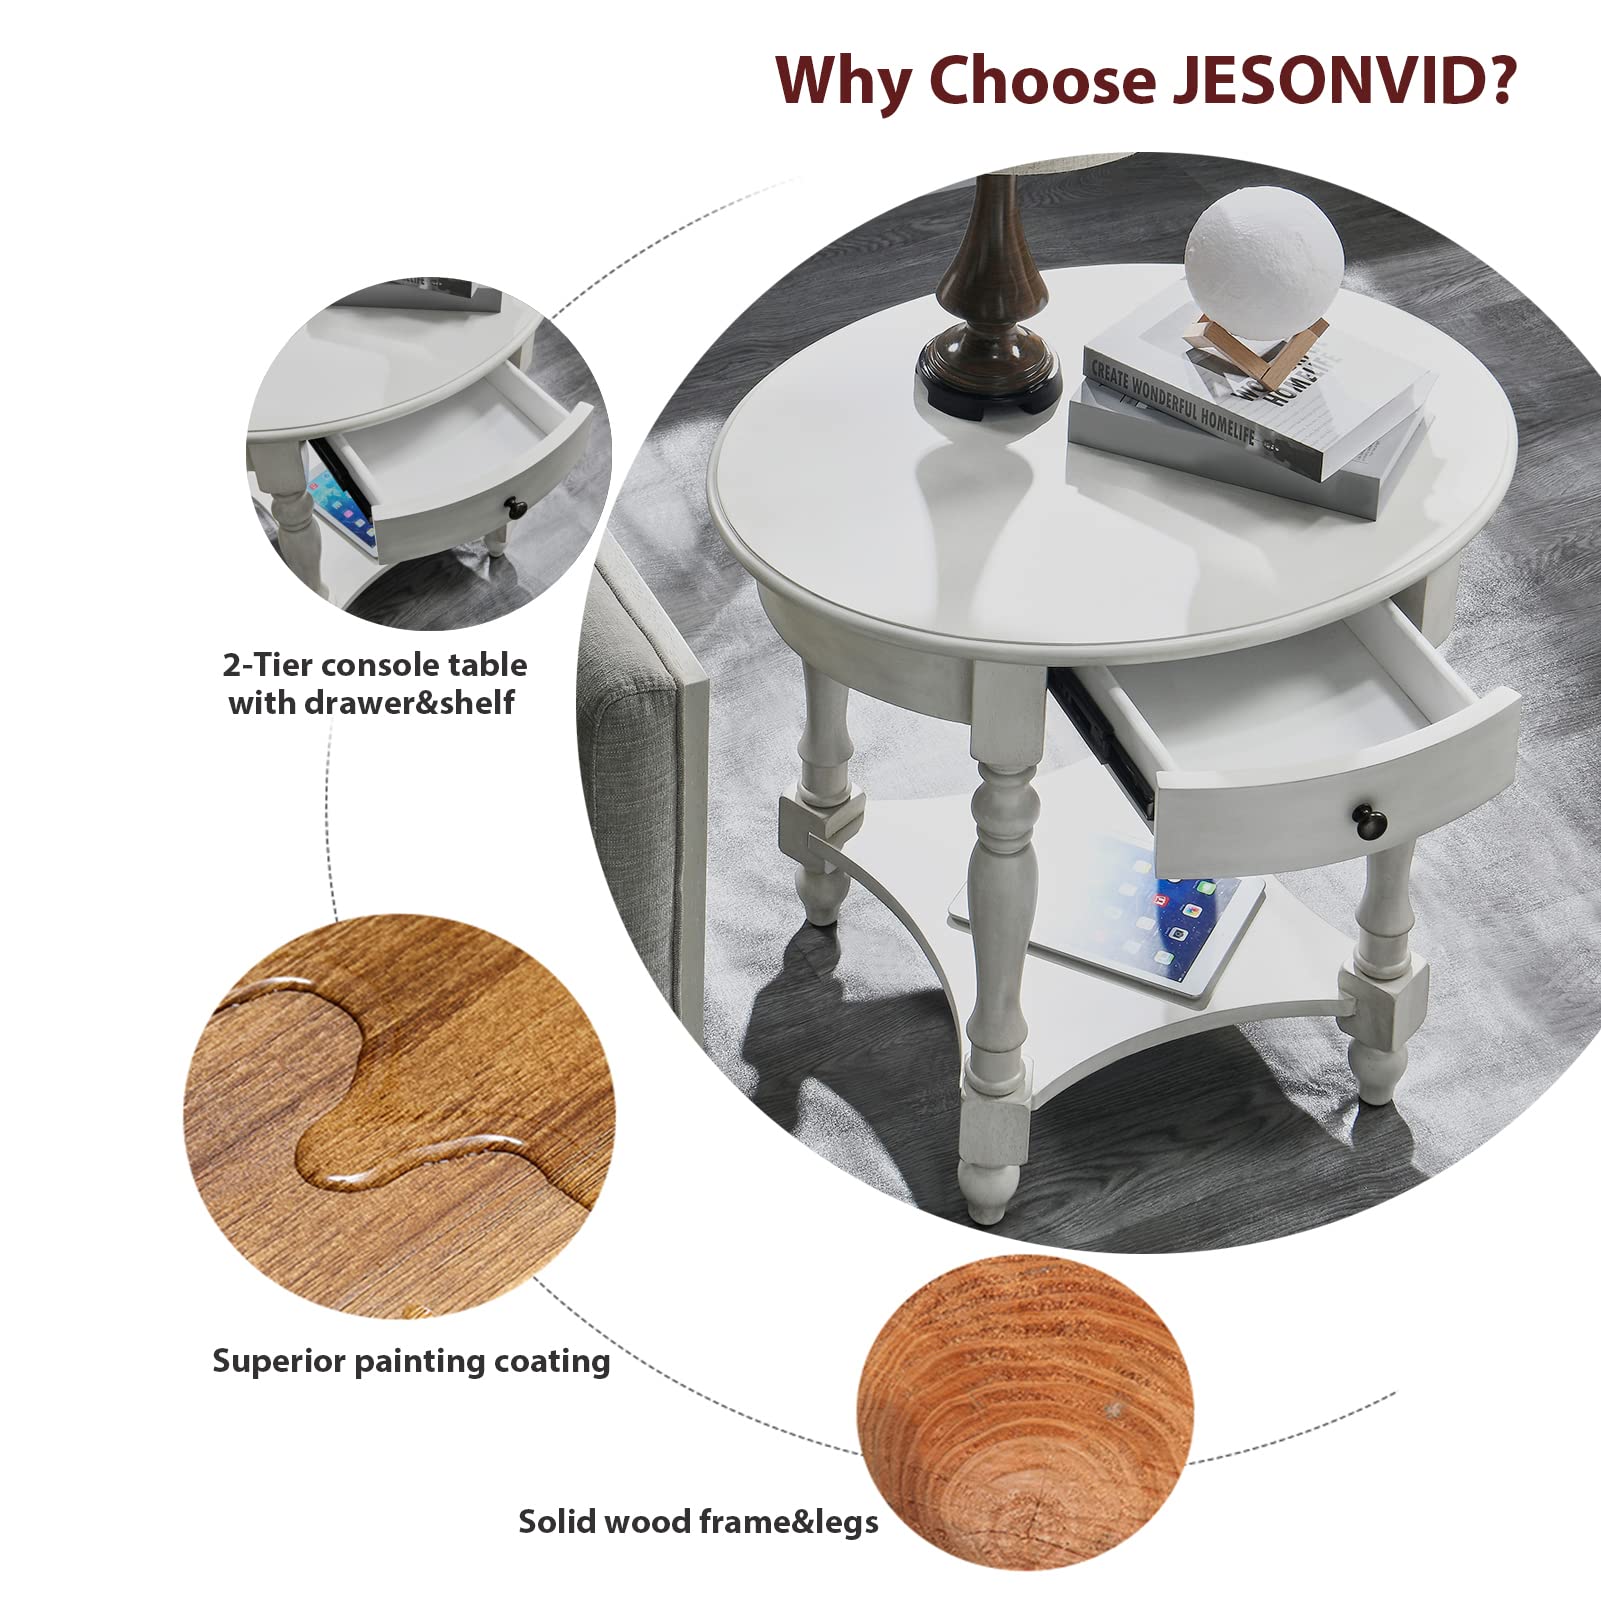 Why Choose JESONVID?
CREATE WONDERFUL HOMELIFE
HOMELIFE
2-Tier console table
with drawer&shelf
Superior painting coating
Solid wood frame&legs